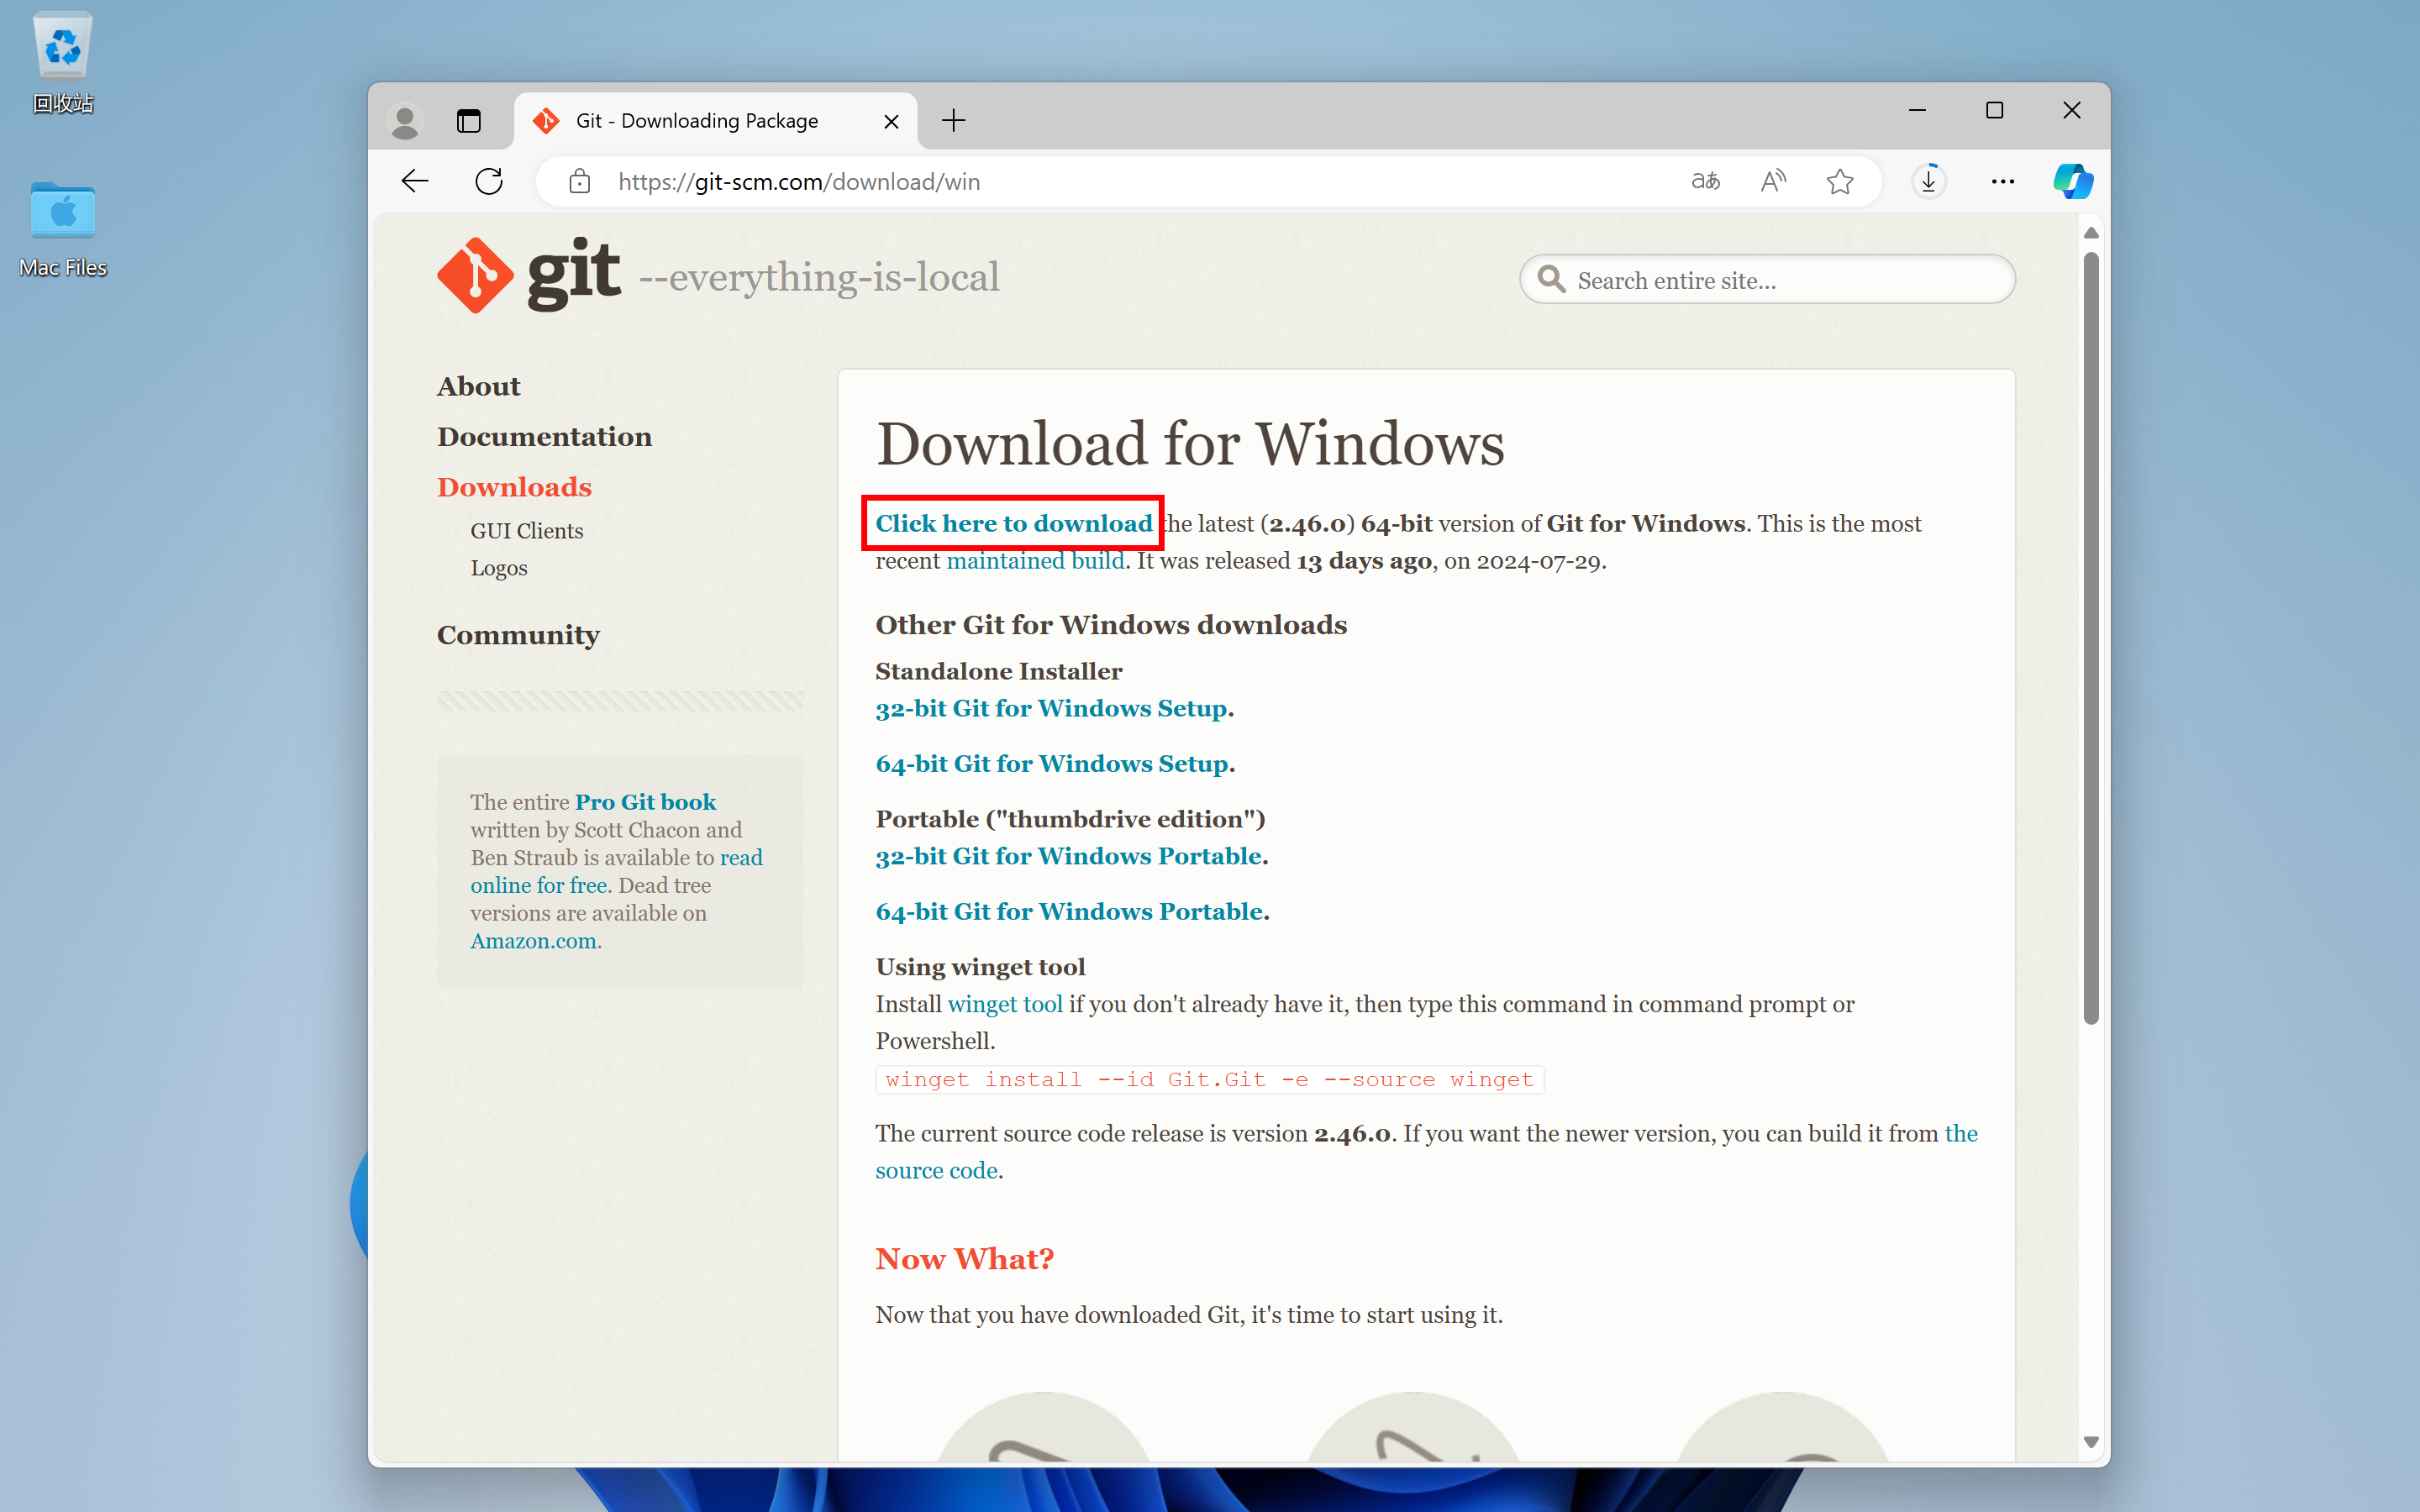 回收站
Mac Files
Git - Downloading Package
https://git-scm.com/download/win
git --everything-is-local
Search entire site...
About
Documentation
Downloads
GUI Clients
Logos
Community
The entire Pro Git book
written by Scott Chacon and
Ben Straub is available to read
online for free. Dead tree
versions are available on
Amazon.com.
Download for Windows
Click here to download the latest (2.46.0) 64-bit version of Git for Windows. This is the most
recent maintained build. It was released 13 days ago, on 2024-07-29.
Other Git for Windows downloads
Standalone Installer
32-bit Git for Windows Setup.
64-bit Git for Windows Setup.
Portable ("thumbdrive edition")
32-bit Git for Windows Portable.
64-bit Git for Windows Portable.
Using winget tool
Install winget tool if you don't already have it, then type this command in command prompt or
Powershell.
winget install --id Git.Git -e --source winget
The current source code release is version 2.46.0. If you want the newer version, you can build it from the
source code.
Now What?
Now that you have downloaded Git, it's time to start using it.